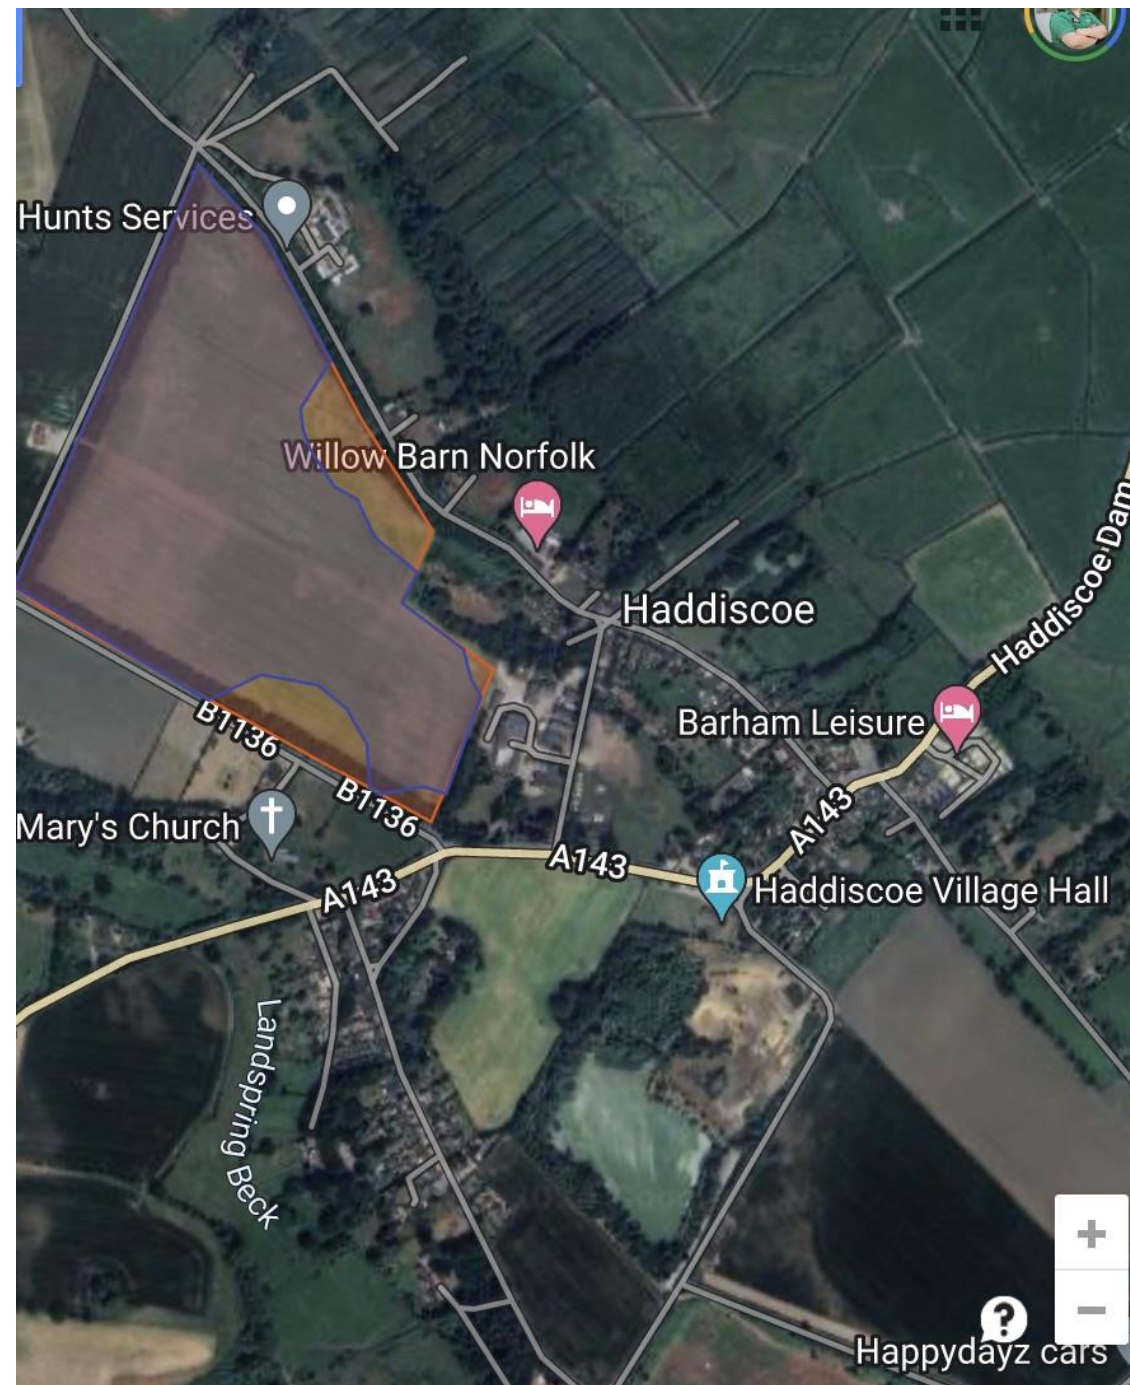 Hunts Services
Willow Barn Norfolk
Haddiscoe
Haddiscoe Dam
Barham Leisure
B1136
B1136
Mary's Church
A143
A143
A143
Haddiscoe Village Hall
Landspring Beck
+
−
?
Happydayz cars